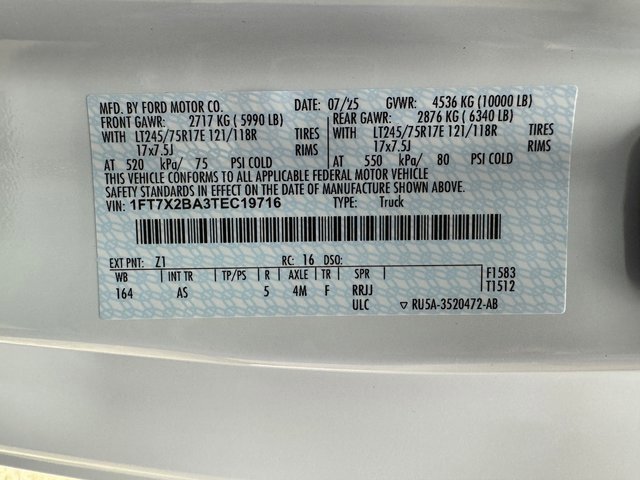 MFD. BY FORD MOTOR CO. DATE: 07/25 GVWR: 4536 KG (10000 LB)
FRONT GAWR: 2717 KG ( 5990 LB) REAR GAWR: 2876 KG ( 6340 LB)
WITH LT245/75R17E 121/118R TIRES WITH LT245/75R17E 121/118R TIRES
17x7.5J RIMS 17x7.5J RIMS
AT 520 kPa/ 75 PSI COLD AT 550 kPa/ 80 PSI COLD
THIS VEHICLE CONFORMS TO ALL APPLICABLE FEDERAL MOTOR VEHICLE
SAFETY STANDARDS IN EFFECT ON THE DATE OF MANUFACTURE SHOWN ABOVE.
VIN: 1FT7X2BA3TEC19716 TYPE: Truck
EXT PNT: Z1 RC: 16 DSO:
WB INT TR TP/PS R AXLE TR SPR F1583
164 AS 5 4M F RRJJ T1512
ULC ▽ RU5A-3520472-AB